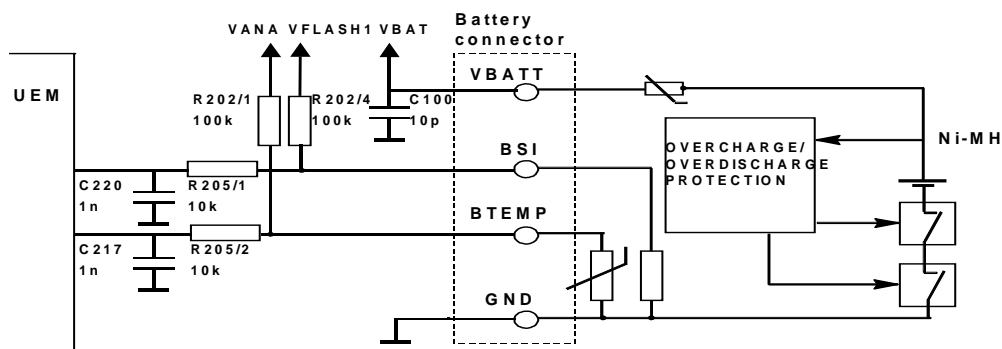 Battery
connector
VANA VFLASH1 VBAT
VBATT
UEM
R202/1
100k
R202/4
100k
C100
10p
Ni-MH
OVERCHARGE/
OVERDISCHARGE
PROTECTION
BSI
C220
1n
R205/1
10k
BTEMP
C217
1n
R205/2
10k
GND